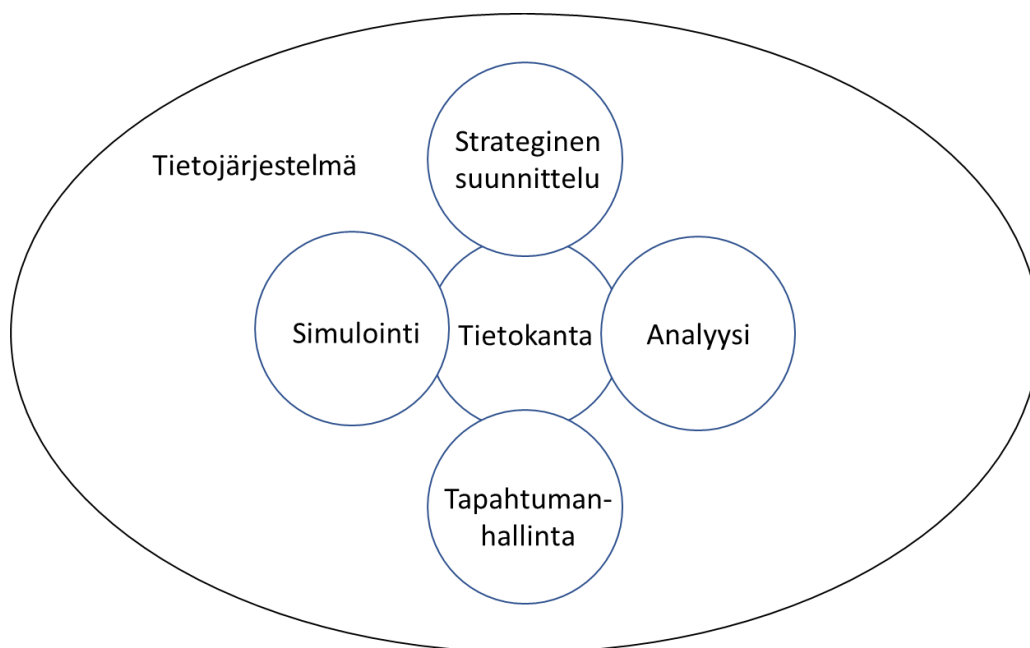 Strateginen
suunnittelu
Tietojärjestelmä
Simulointi
Tietokanta
Analyysi
Tapahtuman-
hallinta